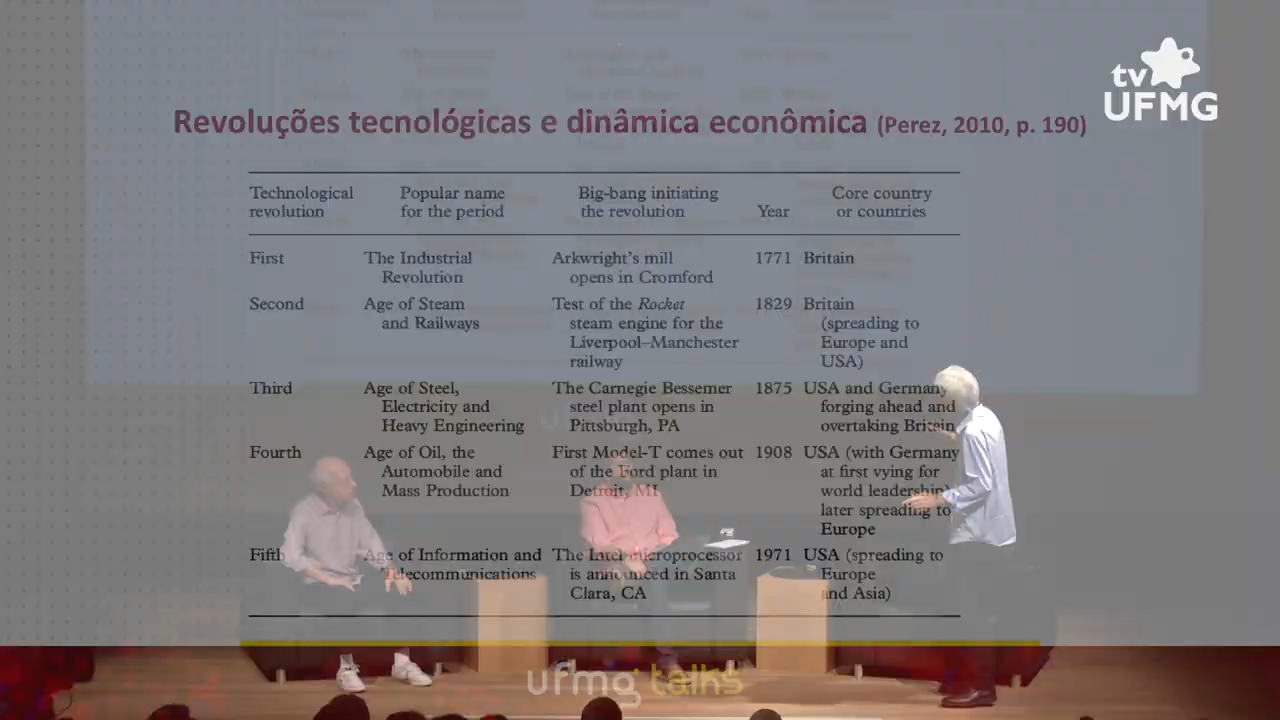 tv
UFMG
Revoluções tecnológicas e dinâmica econômica (Perez, 2010, p. 190)
Technological revolution
Popular name for the period
Big-bang initiating the revolution
Year
Core country or countries
First
The Industrial Revolution
Arkwright's mill opens in Cromford
1771
Britain
Second
Age of Steam and Railways
Test of the Rocket steam engine for the Liverpool–Manchester railway
1829
Britain (spreading to Europe and USA)
Third
Age of Steel, Electricity and Heavy Engineering
The Carnegie Bessemer steel plant opens in Pittsburgh, PA
1875
USA and Germany forging ahead and overtaking Britain
Fourth
Age of Oil, the Automobile and Mass Production
First Model-T comes out of the Ford plant in Detroit, MI
1908
USA (with Germany at first vying for world leadership) later spreading to Europe
Fifth
Age of Information and Telecommunications
The Intel microprocessor is announced in Santa Clara, CA
1971
USA (spreading to Europe and Asia)
ufmg talks